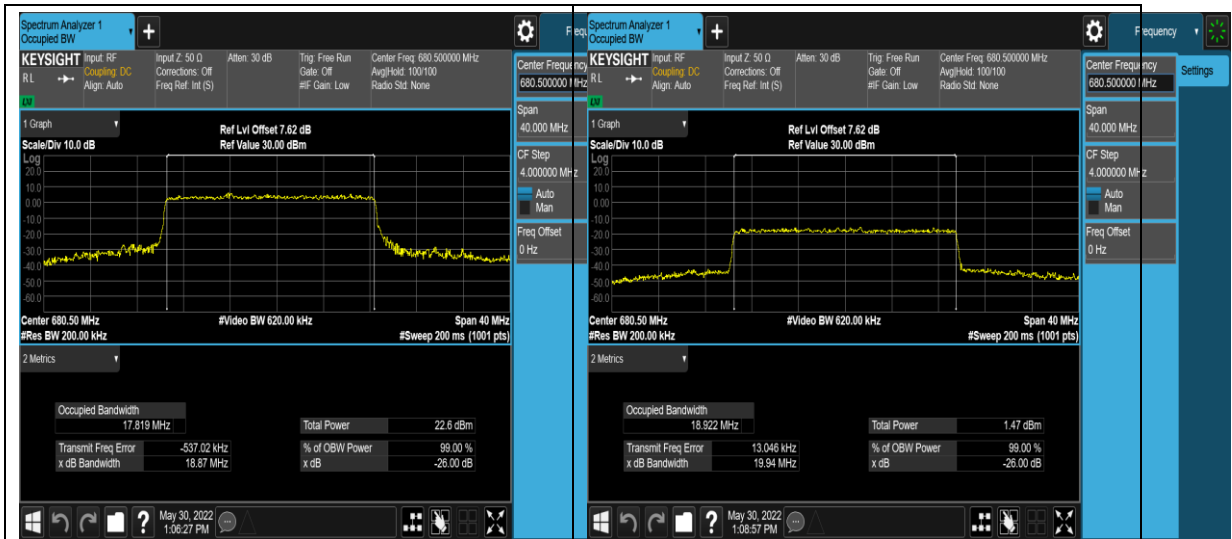 Spectrum Analyzer 1
Occupied BW
+
KEYSIGHT
R L
LXI
Input: RF
Coupling: DC
Align: Auto
Input Z: 50 Ω
Corrections: Off
Freq Ref: Int (S)
Atten: 30 dB
Trig: Free Run
Gate: Off
#IF Gain: Low
Center Freq: 680.500000 MHz
Avg|Hold: 100/100
Radio Std: None
1 Graph
Scale/Div 10.0 dB
Ref Lvl Offset 7.62 dB
Ref Value 30.00 dBm
Log
20.0
10.0
0.00
-10.0
-20.0
-30.0
-40.0
-50.0
-60.0
Center 680.50 MHz
#Res BW 200.00 kHz
#Video BW 620.00 kHz
Span 40 MHz
#Sweep 200 ms (1001 pts)
2 Metrics
Occupied Bandwidth
17.819 MHz
Transmit Freq Error -537.02 kHz
x dB Bandwidth 18.87 MHz
Total Power 22.6 dBm
% of OBW Power 99.00 %
x dB -26.00 dB
?
May 30, 2022
1:06:27 PM
Frequ
Center Frequency
680.500000 MHz
Span
40.000 MHz
CF Step
4.000000 MHz
Auto
Man
Freq Offset
0 Hz
Spectrum Analyzer 1
Occupied BW
+
KEYSIGHT
R L
LXI
Input: RF
Coupling: DC
Align: Auto
Input Z: 50 Ω
Corrections: Off
Freq Ref: Int (S)
Atten: 30 dB
Trig: Free Run
Gate: Off
#IF Gain: Low
Center Freq: 680.500000 MHz
Avg|Hold: 100/100
Radio Std: None
1 Graph
Scale/Div 10.0 dB
Ref Lvl Offset 7.62 dB
Ref Value 30.00 dBm
Log
20.0
10.0
0.00
-10.0
-20.0
-30.0
-40.0
-50.0
-60.0
Center 680.50 MHz
#Res BW 200.00 kHz
#Video BW 620.00 kHz
Span 40 MHz
#Sweep 200 ms (1001 pts)
2 Metrics
Occupied Bandwidth
18.922 MHz
Transmit Freq Error 13.046 kHz
x dB Bandwidth 19.94 MHz
Total Power 1.47 dBm
% of OBW Power 99.00 %
x dB -26.00 dB
?
May 30, 2022
1:08:57 PM
Frequency
Settings
Center Frequency
680.500000 MHz
Span
40.000 MHz
CF Step
4.000000 MHz
Auto
Man
Freq Offset
0 Hz